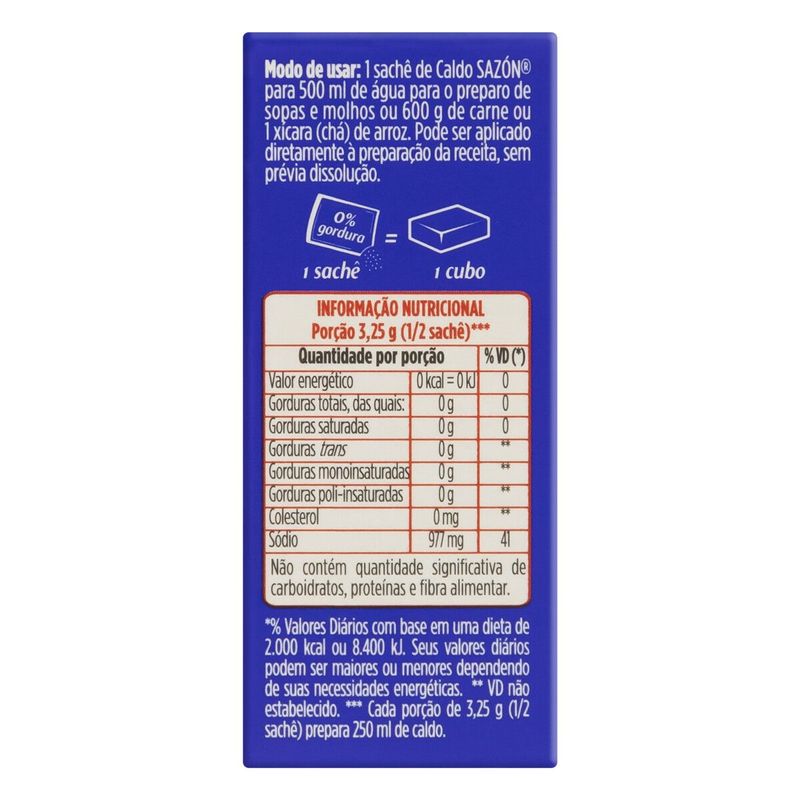 Modo de usar: 1 sachê de Caldo SAZÓN®
para 500 ml de água para o preparo de
sopas e molhos ou 600 g de carne ou
1 xícara (chá) de arroz. Pode ser aplicado
diretamente à preparação da receita, sem
prévia dissolução.
0%
gordura
=
1 sachê 1 cubo
INFORMAÇÃO NUTRICIONAL
Porção 3,25 g (1/2 sachê)***
Quantidade por porção % VD (*)
Valor energético 0 kcal = 0 kJ 0
Gorduras totais, das quais: 0 g 0
Gorduras saturadas 0 g 0
Gorduras trans 0 g **
Gorduras monoinsaturadas 0 g **
Gorduras poli-insaturadas 0 g **
Colesterol 0 mg **
Sódio 977 mg 41
Não contém quantidade significativa de
carboidratos, proteínas e fibra alimentar.
*% Valores Diários com base em uma dieta de
2.000 kcal ou 8.400 kJ. Seus valores diários
podem ser maiores ou menores dependendo
de suas necessidades energéticas. ** VD não
estabelecido. *** Cada porção de 3,25 g (1/2
sachê) prepara 250 ml de caldo.